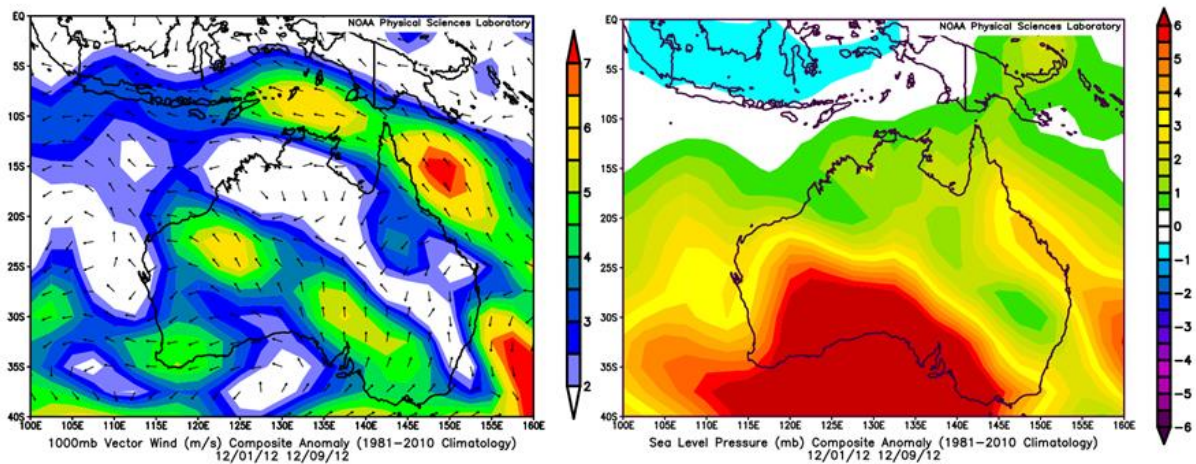 NOAA Physical Sciences Laboratory
EQ
5S
10S
15S
20S
25S
30S
35S
40S
100E 105E 110E 115E 120E 125E 130E 135E 140E 145E 150E 155E 160E
7
6
5
4
3
2
1000mb Vector Wind (m/s) Composite Anomaly (1981-2010 Climatology)
12/01/12 12/09/12
NOAA Physical Sciences Laboratory
EQ
5S
10S
15S
20S
25S
30S
35S
40S
100E 105E 110E 115E 120E 125E 130E 135E 140E 145E 150E 155E 160E
6
5
4
3
2
1
0
-1
-2
-3
-4
-5
-6
Sea Level Pressure (mb) Composite Anomaly (1981-2010 Climatology)
12/01/12 12/09/12